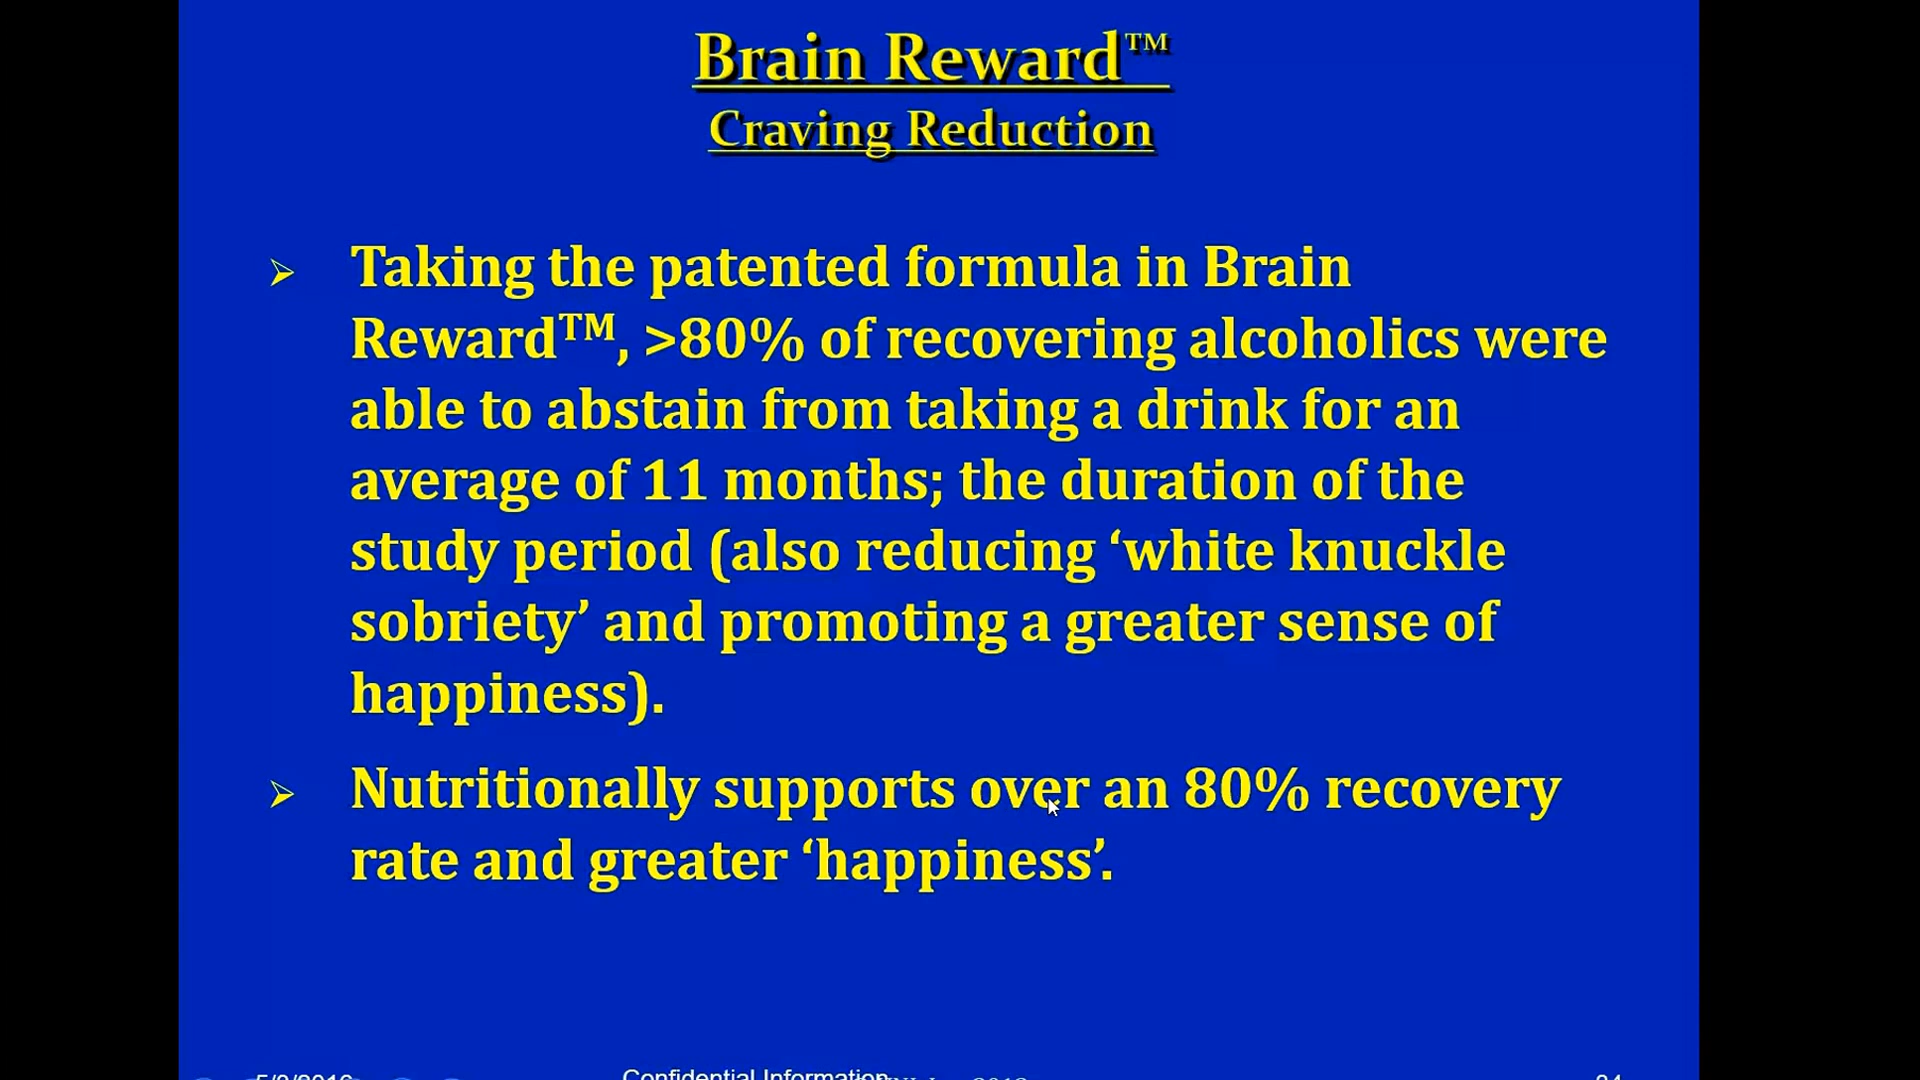 Brain Reward™
Craving Reduction
➢ Taking the patented formula in Brain
Reward™, >80% of recovering alcoholics were
able to abstain from taking a drink for an
average of 11 months; the duration of the
study period (also reducing ‘white knuckle
sobriety’ and promoting a greater sense of
happiness).
➢ Nutritionally supports over an 80% recovery
rate and greater ‘happiness’.
Confidential Information